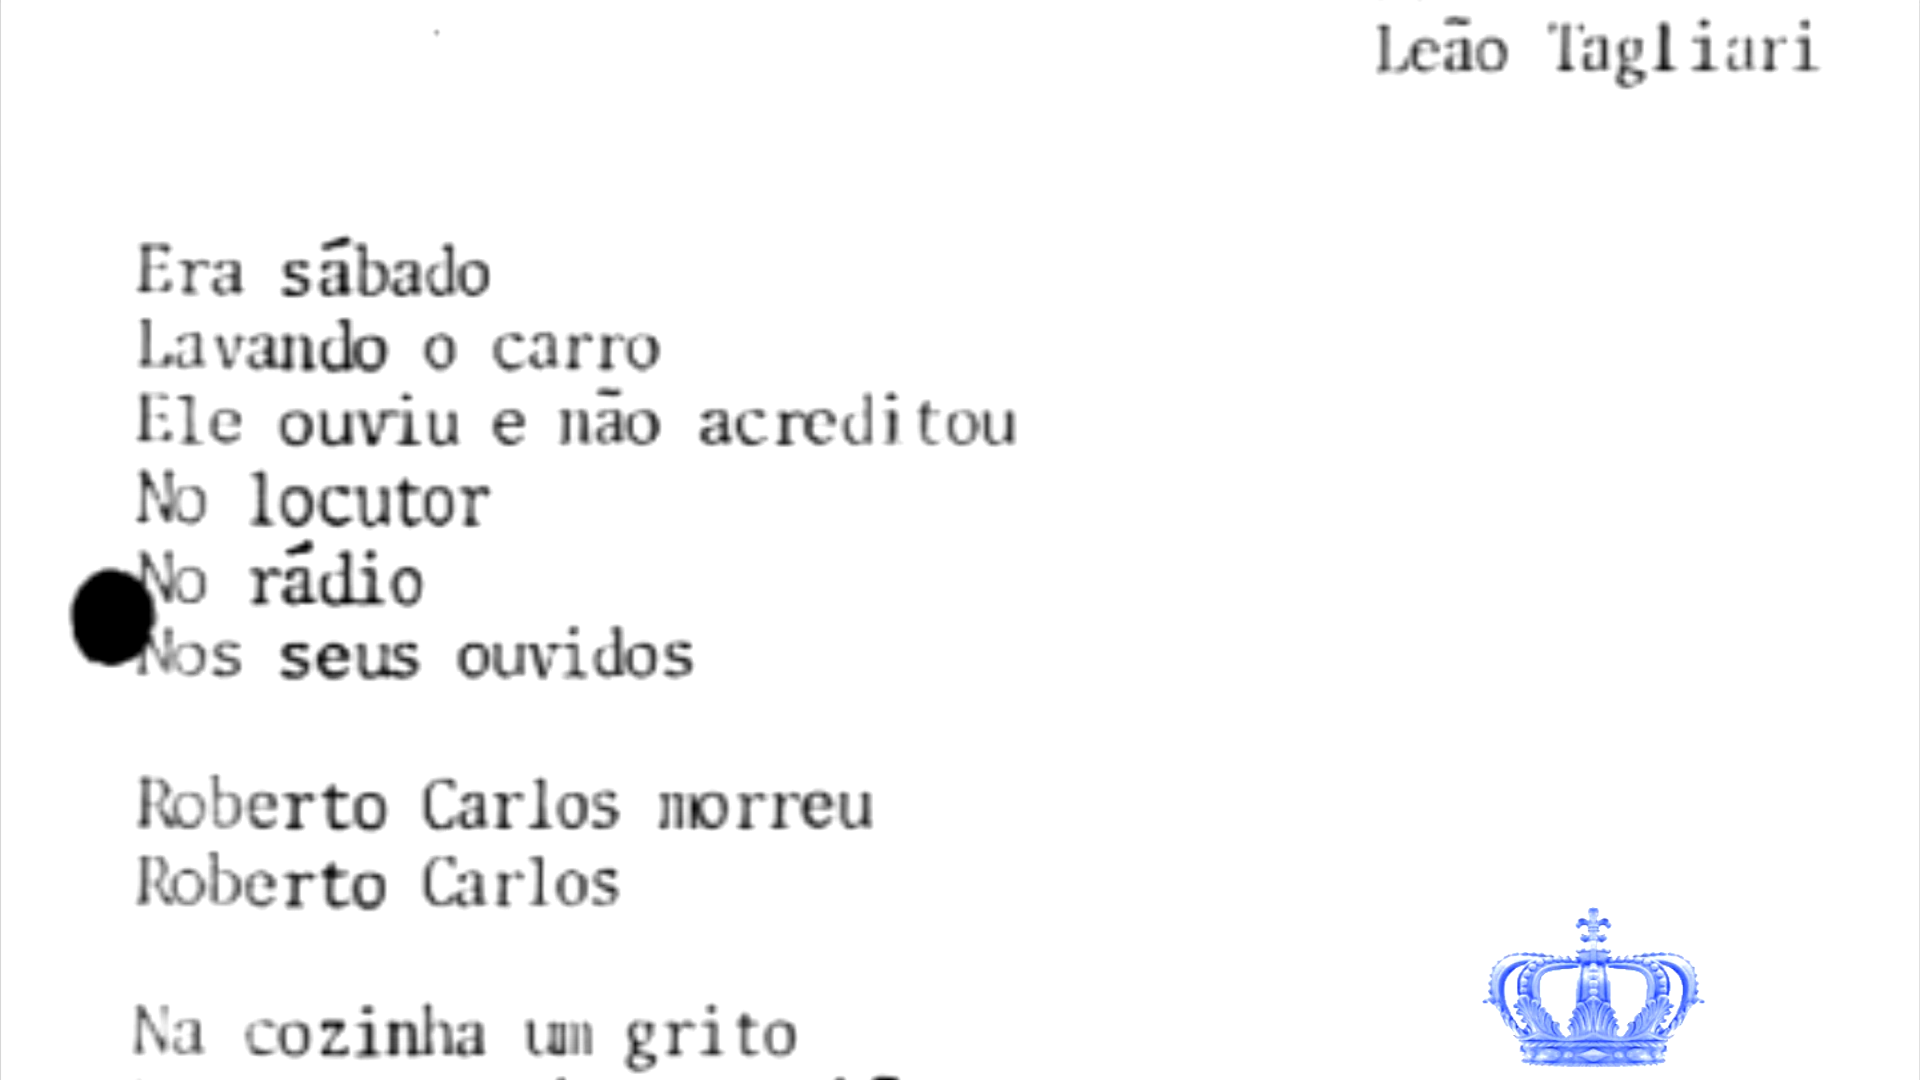 Leão Tagliari
Era sábado
Lavando o carro
Ele ouviu e não acreditou
No locutor
No rádio
Nos seus ouvidos
Roberto Carlos morreu
Roberto Carlos
Na cozinha um grito